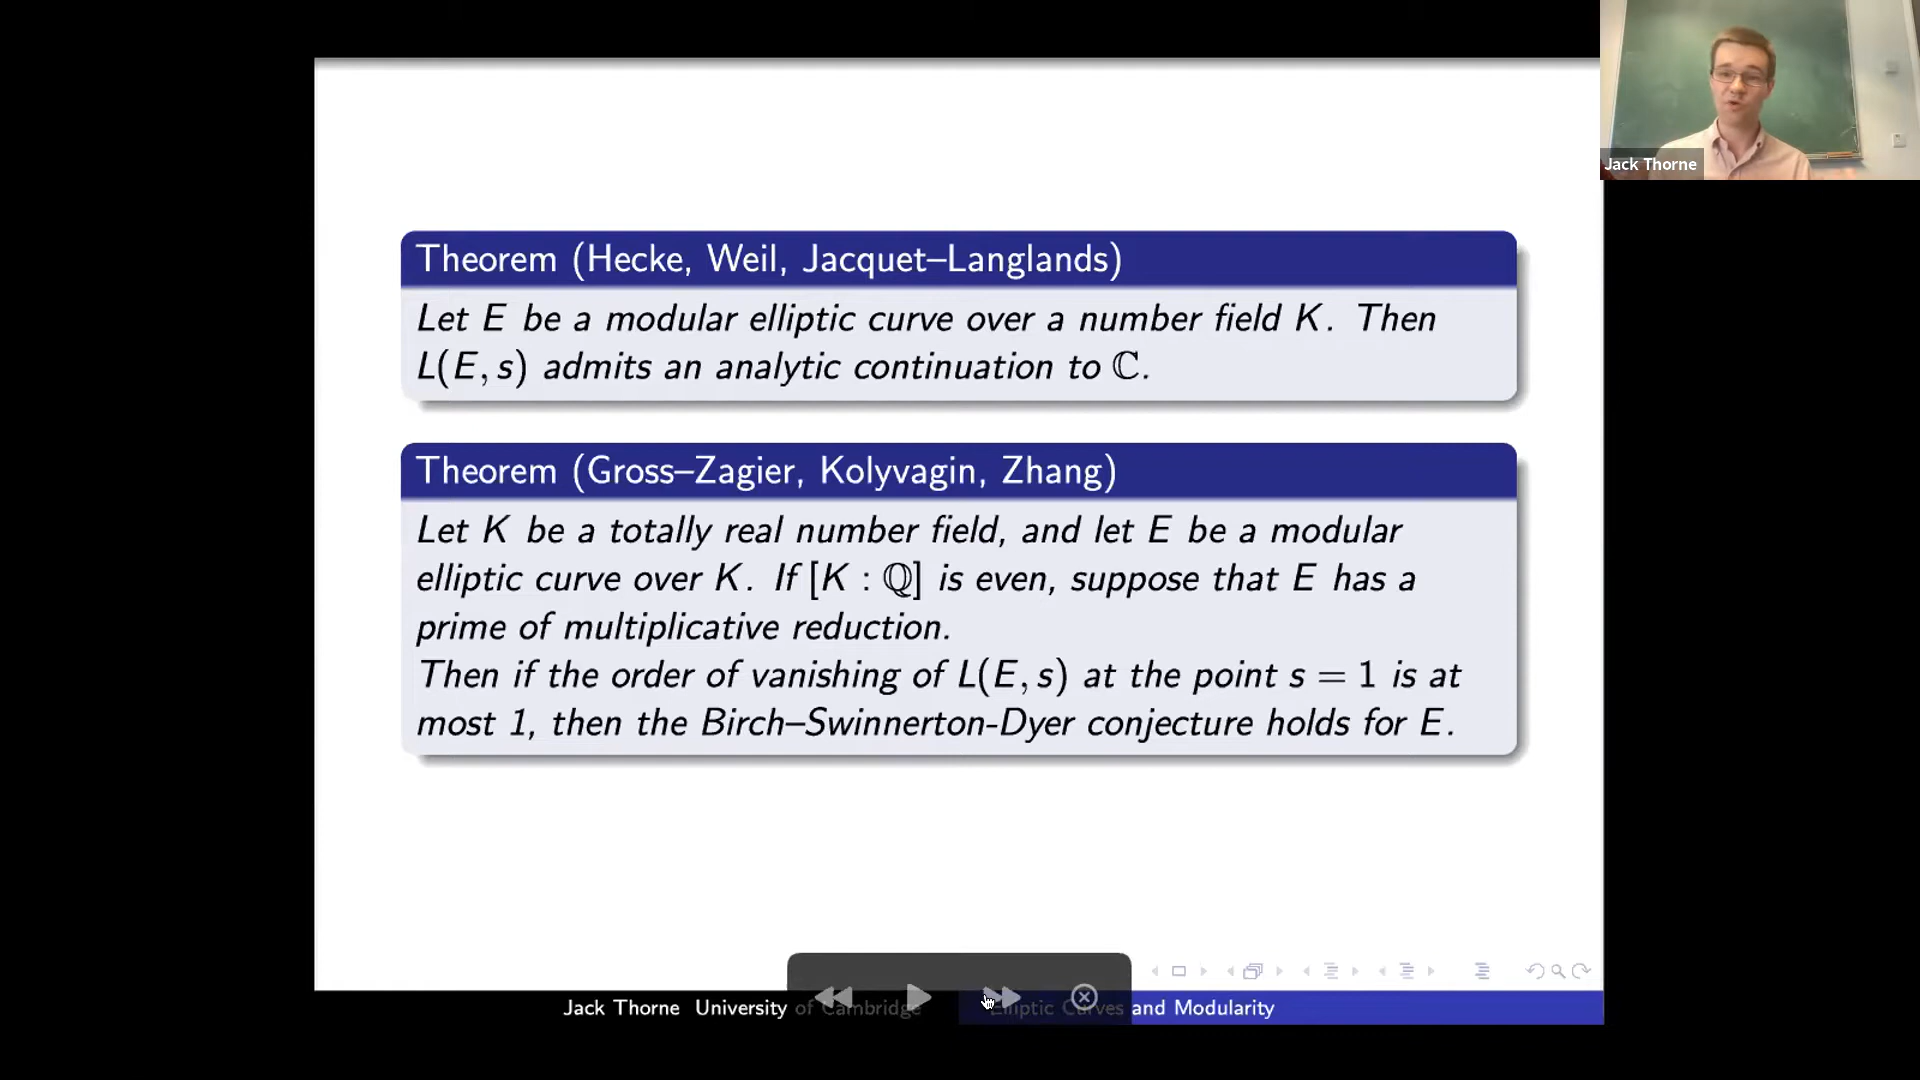 Jack Thorne
Theorem (Hecke, Weil, Jacquet–Langlands)
Let E be a modular elliptic curve over a number field K. Then
L(E, s) admits an analytic continuation to ℂ.
Theorem (Gross–Zagier, Kolyvagin, Zhang)
Let K be a totally real number field, and let E be a modular
elliptic curve over K. If [K : ℚ] is even, suppose that E has a
prime of multiplicative reduction.
Then if the order of vanishing of L(E, s) at the point s = 1 is at
most 1, then the Birch–Swinnerton-Dyer conjecture holds for E.
Jack Thorne University of Cambridge
Elliptic Curves and Modularity